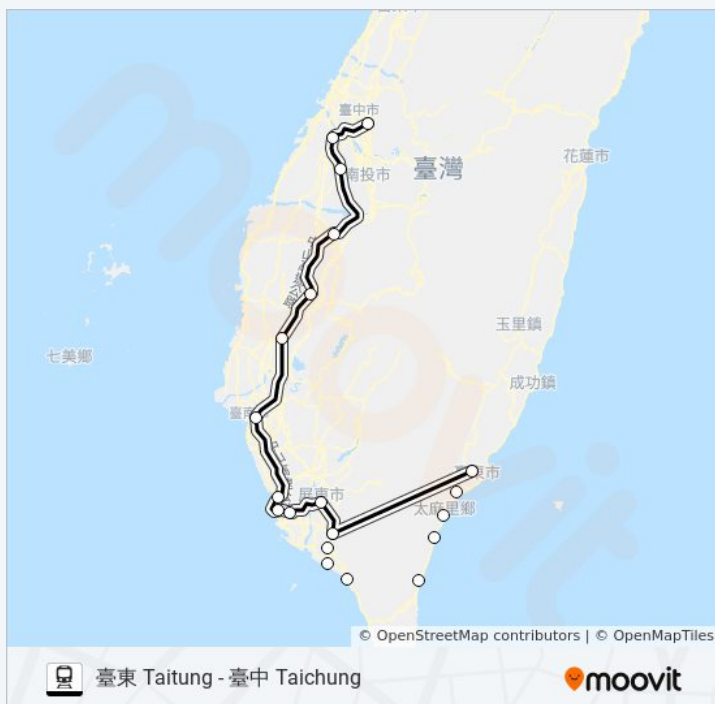 臺中市
南投市
臺灣
花蓮市
玉里鎮
七美鄉
成功鎮
屏東市
太麻里鄉
© OpenStreetMap contributors | © OpenMapTiles
臺東 Taitung - 臺中 Taichung
moovit